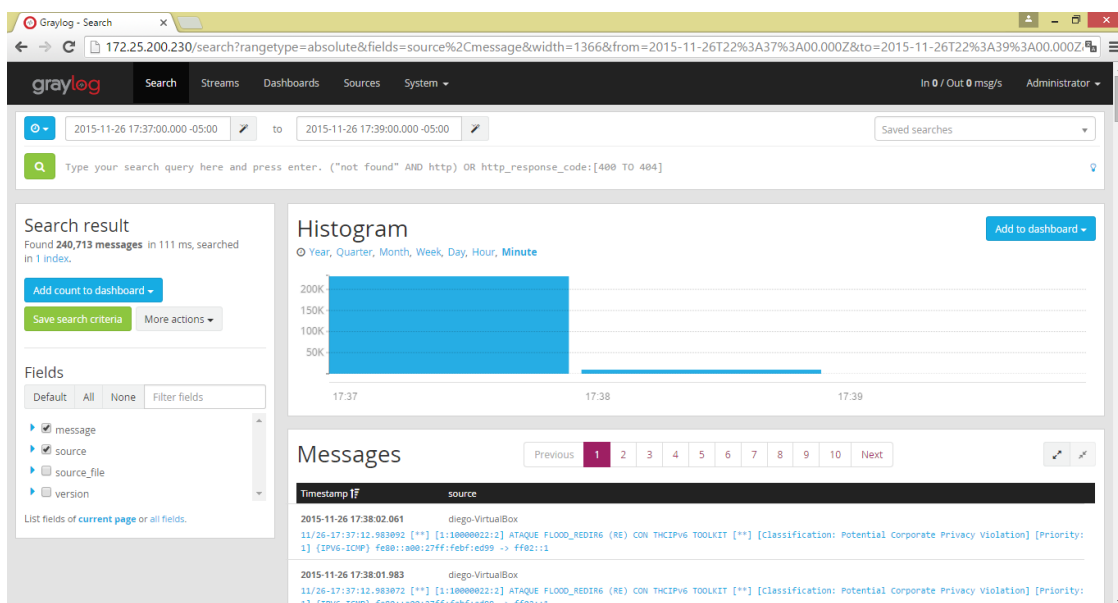 Graylog - Search
172.25.200.230/search?rangetype=absolute&fields=source%2Cmessage&width=1366&from=2015-11-26T22%3A37%3A00.000Z&to=2015-11-26T22%3A39%3A00.000Z
graylog Search Streams Dashboards Sources System In 0 / Out 0 msg/s Administrator
2015-11-26 17:37:00.000 -05:00 to 2015-11-26 17:39:00.000 -05:00 Saved searches
Type your search query here and press enter. ("not found" AND http) OR http_response_code:[400 TO 404]
Search result
Found 240,713 messages in 111 ms, searched
in 1 index.
Add count to dashboard
Save search criteria More actions
Fields
Default All None Filter fields
message
source
source_file
version
List fields of current page or all fields.
Histogram
Add to dashboard
Year, Quarter, Month, Week, Day, Hour, Minute
200K
150K
100K
50K
17:37 17:38 17:39
Messages
Previous 1 2 3 4 5 6 7 8 9 10 Next
Timestamp source
2015-11-26 17:38:02.061 diego-VirtualBox
11/26-17:37:12.983092 [**] [1:10000022:2] ATAQUE FLOOD_REDIR6 (RE) CON THCIPv6 TOOLKIT [**] [Classification: Potential Corporate Privacy Violation] [Priority:
1] {IPV6-ICMP} fe80::a00:27ff:febf:ed99 -> ff02::1
2015-11-26 17:38:01.983 diego-VirtualBox
11/26-17:37:12.983072 [**] [1:10000022:2] ATAQUE FLOOD_REDIR6 (RE) CON THCIPv6 TOOLKIT [**] [Classification: Potential Corporate Privacy Violation] [Priority: